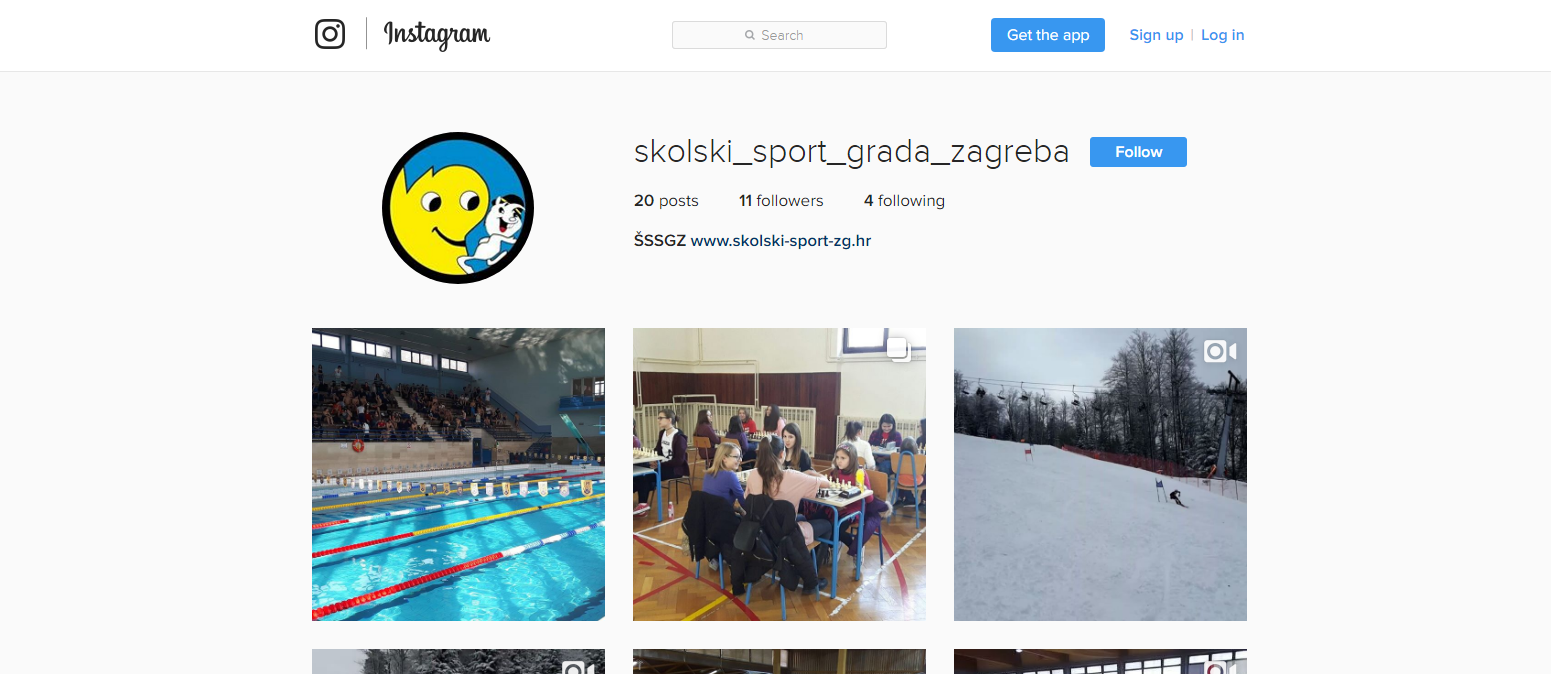 Instagram
Search
Get the app
Sign up | Log in
skolski_sport_grada_zagreba
Follow
20 posts 11 followers 4 following
ŠSSGZ www.skolski-sport-zg.hr